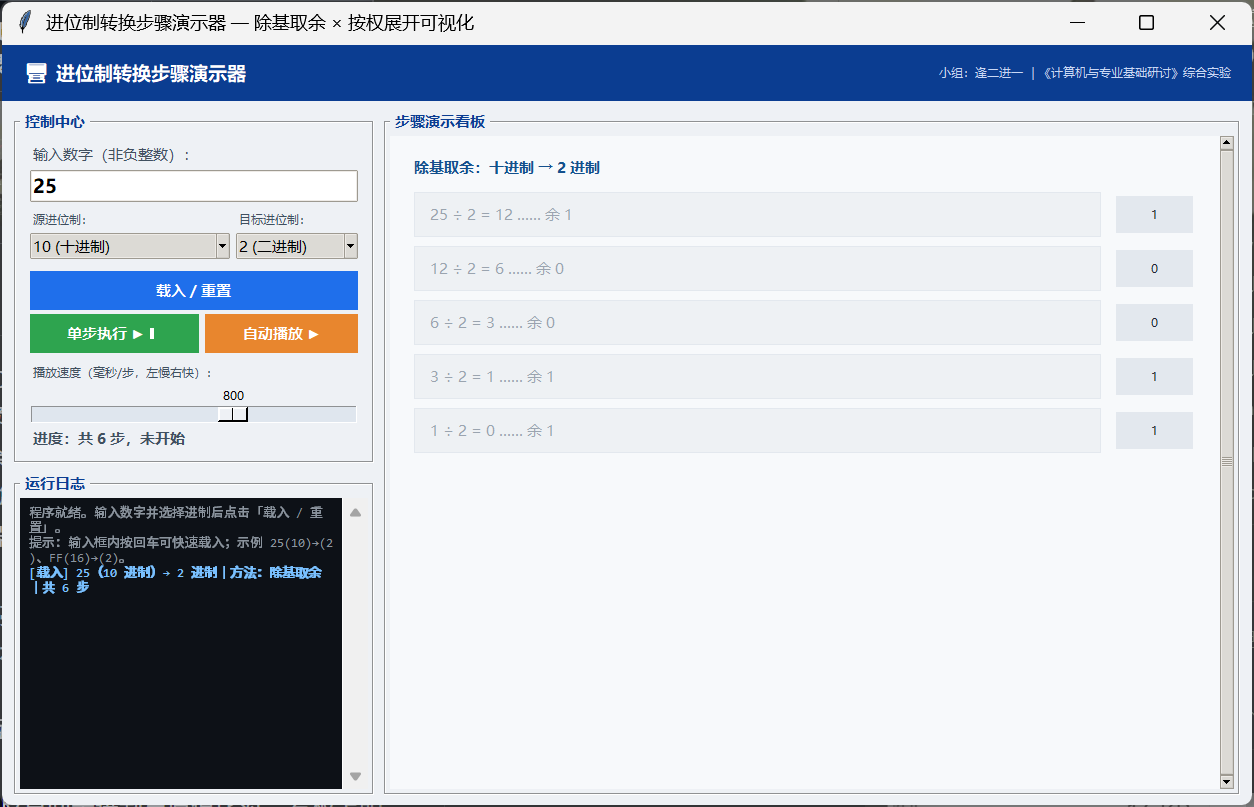 进位制转换步骤演示器 — 除基取余 × 按权展开可视化
进位制转换步骤演示器
小组：逢二进一 | 《计算机与专业基础研讨》综合实验
控制中心
输入数字（非负整数）：
25
源进位制:
目标进位制:
10 (十进制)
2 (二进制)
载入 / 重置
单步执行 ▶ ❚
自动播放 ▶
播放速度（毫秒/步，左慢右快）:
800
进度：共 6 步，未开始
运行日志
程序就绪。输入数字并选择进制后点击「载入 / 重
置」。
提示：输入框内按回车可快速载入；示例 25(10)→(2
)、FF(16)→(2)。
[载入] 25（10 进制）→ 2 进制 | 方法：除基取余
| 共 6 步
步骤演示看板
除基取余：十进制 → 2 进制
25 ÷ 2 = 12 …… 余 1
1
12 ÷ 2 = 6 …… 余 0
0
6 ÷ 2 = 3 …… 余 0
0
3 ÷ 2 = 1 …… 余 1
1
1 ÷ 2 = 0 …… 余 1
1